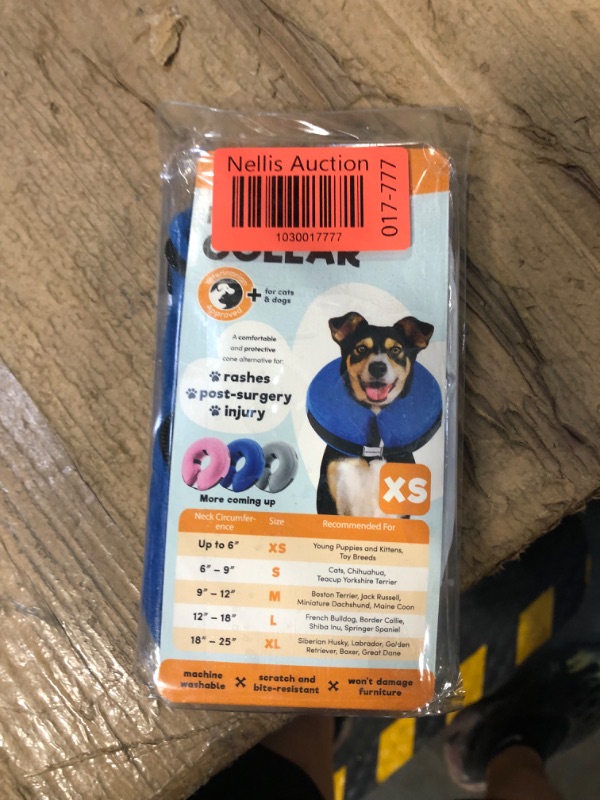 Nellis Auction
1030017777
017-777
COLLAR
Veterinarian
Approved
+ for cats
& dogs
A comfortable
and protective
cone alternative for:
rashes
post-surgery
injury
More coming up
XS
Neck Circumfer-
ence Size Recommended For
Up to 6" XS Young Puppies and Kittens,
Toy Breeds
6" – 9" S Cats, Chihuahua,
Teacup Yorkshire Terrier
9" – 12" M Boston Terrier, Jack Russell,
Miniature Dachshund, Maine Coon
12" – 18" L French Bulldog, Border Collie,
Shiba Inu, Springer Spaniel
18" – 25" XL Siberian Husky, Labrador, Golden
Retriever, Boxer, Great Dane
machine
washable
scratch and
bite-resistant
won't damage
furniture